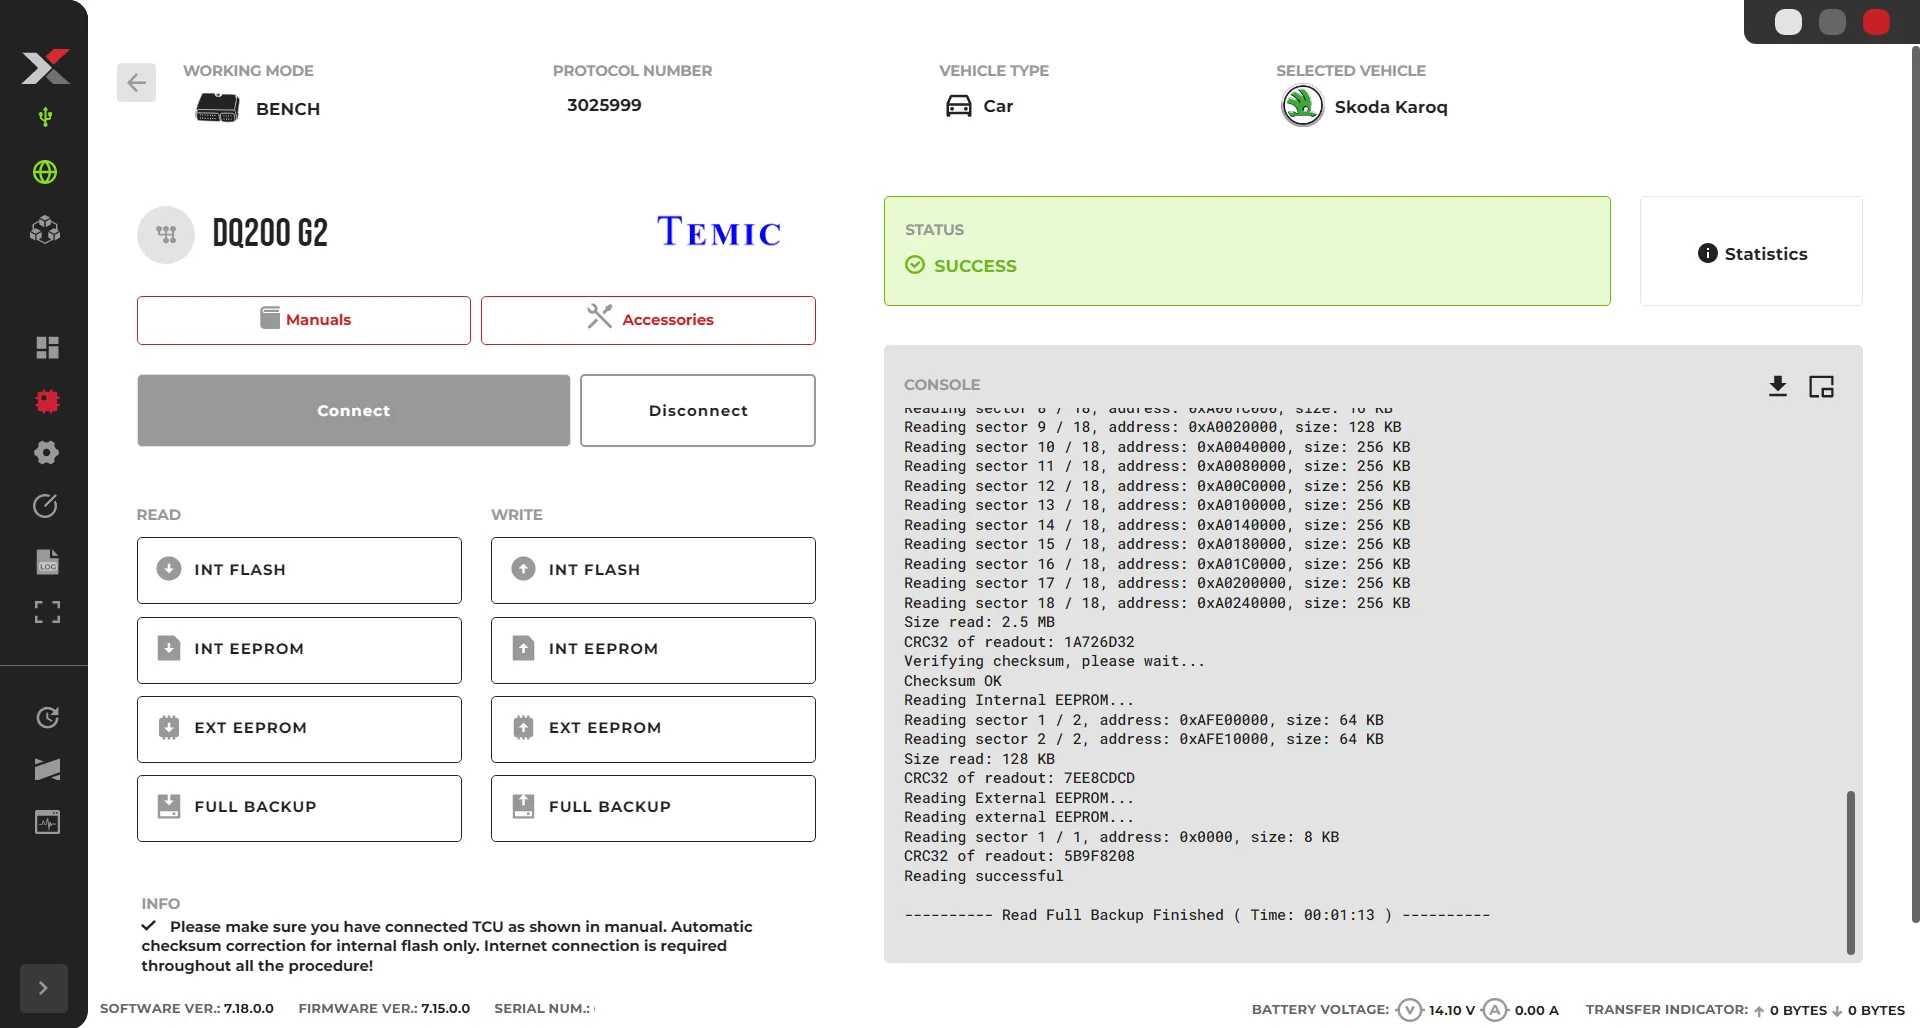 WORKING MODE
BENCH
PROTOCOL NUMBER
3025999
VEHICLE TYPE
Car
SELECTED VEHICLE
Skoda Karoq
DQ200 G2
TEMIC
Manuals
Accessories
Connect
Disconnect
READ
INT FLASH
INT EEPROM
EXT EEPROM
FULL BACKUP
WRITE
INT FLASH
INT EEPROM
EXT EEPROM
FULL BACKUP
INFO
Please make sure you have connected TCU as shown in manual. Automatic
checksum correction for internal flash only. Internet connection is required
throughout all the procedure!
STATUS
SUCCESS
Statistics
CONSOLE
Reading sector 8 / 18, address: 0xA001C000, size: 16 KB
Reading sector 9 / 18, address: 0xA0020000, size: 128 KB
Reading sector 10 / 18, address: 0xA0040000, size: 256 KB
Reading sector 11 / 18, address: 0xA0080000, size: 256 KB
Reading sector 12 / 18, address: 0xA00C0000, size: 256 KB
Reading sector 13 / 18, address: 0xA0100000, size: 256 KB
Reading sector 14 / 18, address: 0xA0140000, size: 256 KB
Reading sector 15 / 18, address: 0xA0180000, size: 256 KB
Reading sector 16 / 18, address: 0xA01C0000, size: 256 KB
Reading sector 17 / 18, address: 0xA0200000, size: 256 KB
Reading sector 18 / 18, address: 0xA0240000, size: 256 KB
Size read: 2.5 MB
CRC32 of readout: 1A726D32
Verifying checksum, please wait...
Checksum OK
Reading Internal EEPROM...
Reading sector 1 / 2, address: 0xAFE00000, size: 64 KB
Reading sector 2 / 2, address: 0xAFE10000, size: 64 KB
Size read: 128 KB
CRC32 of readout: 7EE8CDCD
Reading External EEPROM...
Reading external EEPROM...
Reading sector 1 / 1, address: 0x0000, size: 8 KB
CRC32 of readout: 5B9F8208
Reading successful
---------- Read Full Backup Finished ( Time: 00:01:13 ) ----------
LOG
SOFTWARE VER.: 7.18.0.0
FIRMWARE VER.: 7.15.0.0
SERIAL NUM.:
BATTERY VOLTAGE: V 14.10 V A 0.00 A
TRANSFER INDICATOR: 0 BYTES 0 BYTES